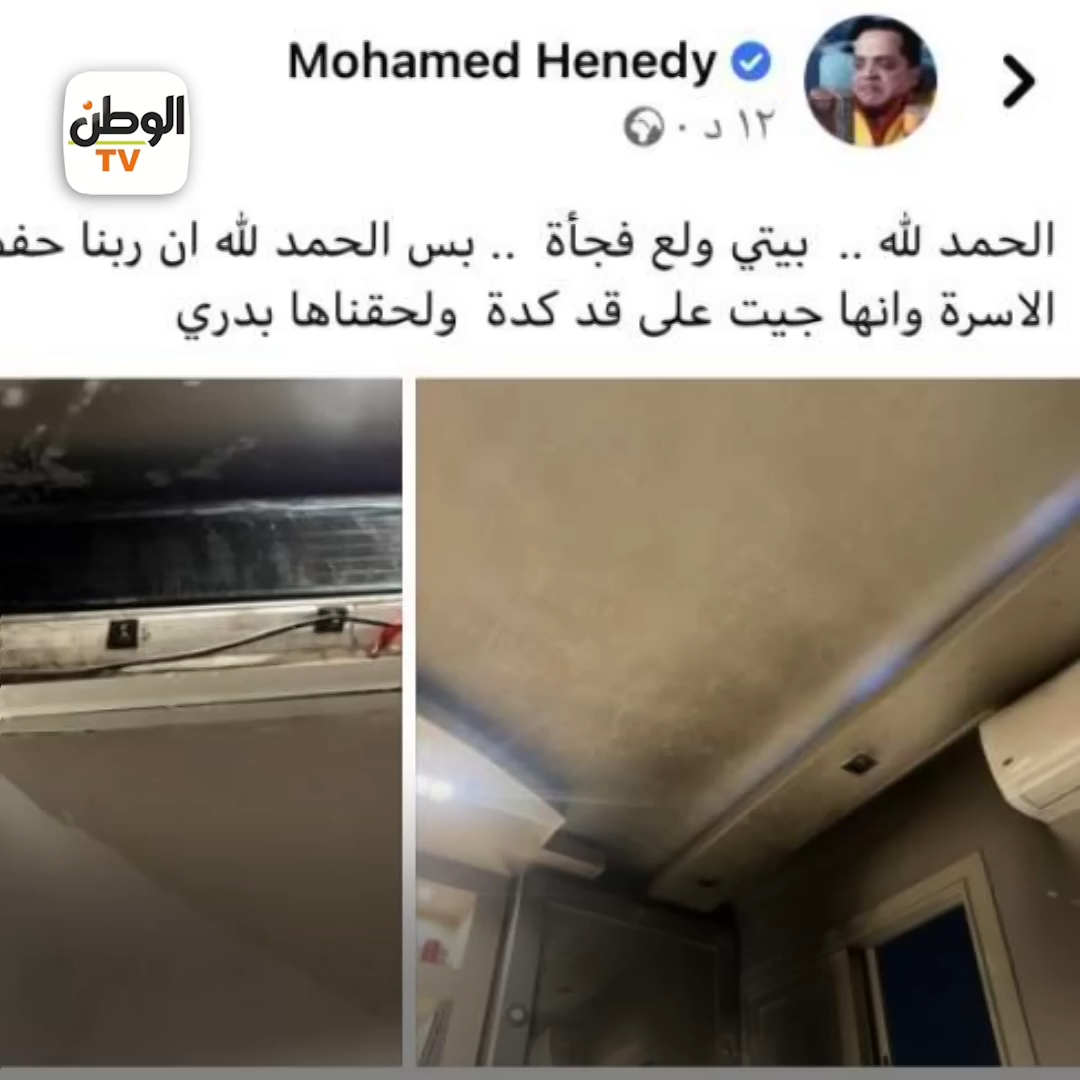 Mohamed Henedy
١٢ د ·
الوطن
TV
الحمد لله .. بيتي ولع فجأة .. بس الحمد لله ان ربنا
الاسرة وانها جيت على قد كدة ولحقناها بدري